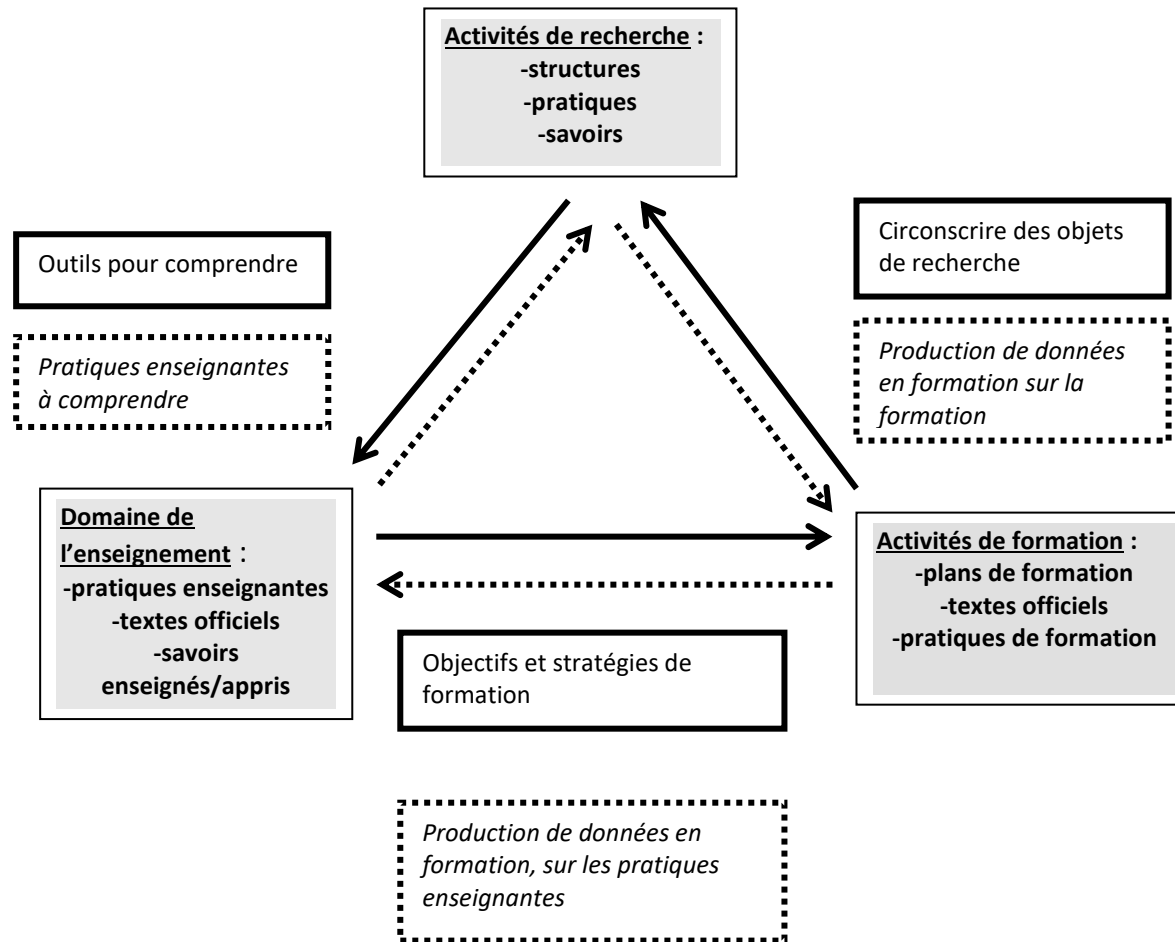 Activités de recherche :
-structures
-pratiques
-savoirs
Outils pour comprendre
Pratiques enseignantes
à comprendre
Circonscrire des objets
de recherche
Production de données
en formation sur la
formation
Domaine de
l’enseignement :
-pratiques enseignantes
-textes officiels
-savoirs
enseignés/appris
Activités de formation :
-plans de formation
-textes officiels
-pratiques de formation
Objectifs et stratégies de
formation
Production de données en
formation, sur les pratiques
enseignantes